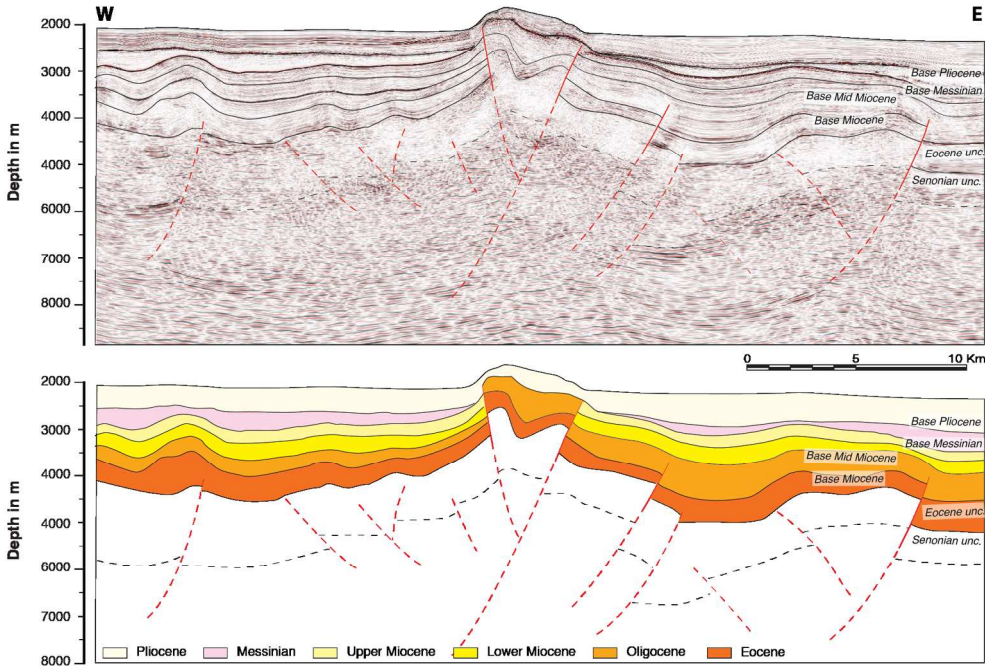 W
E
2000
3000
4000
4000
6000
7000
8000
Depth in m
Base Pliocene
Base Messinian
Base Mid Miocene
Base Miocene
Eocene unc.
Senonian unc.
0 5 10 Km
2000
3000
4000
4000
6000
7000
8000
Depth in m
Base Pliocene
Base Messinian
Base Mid Miocene
Base Miocene
Eocene unc.
Senonian unc.
Pliocene Messinian Upper Miocene Lower Miocene Oligocene Eocene